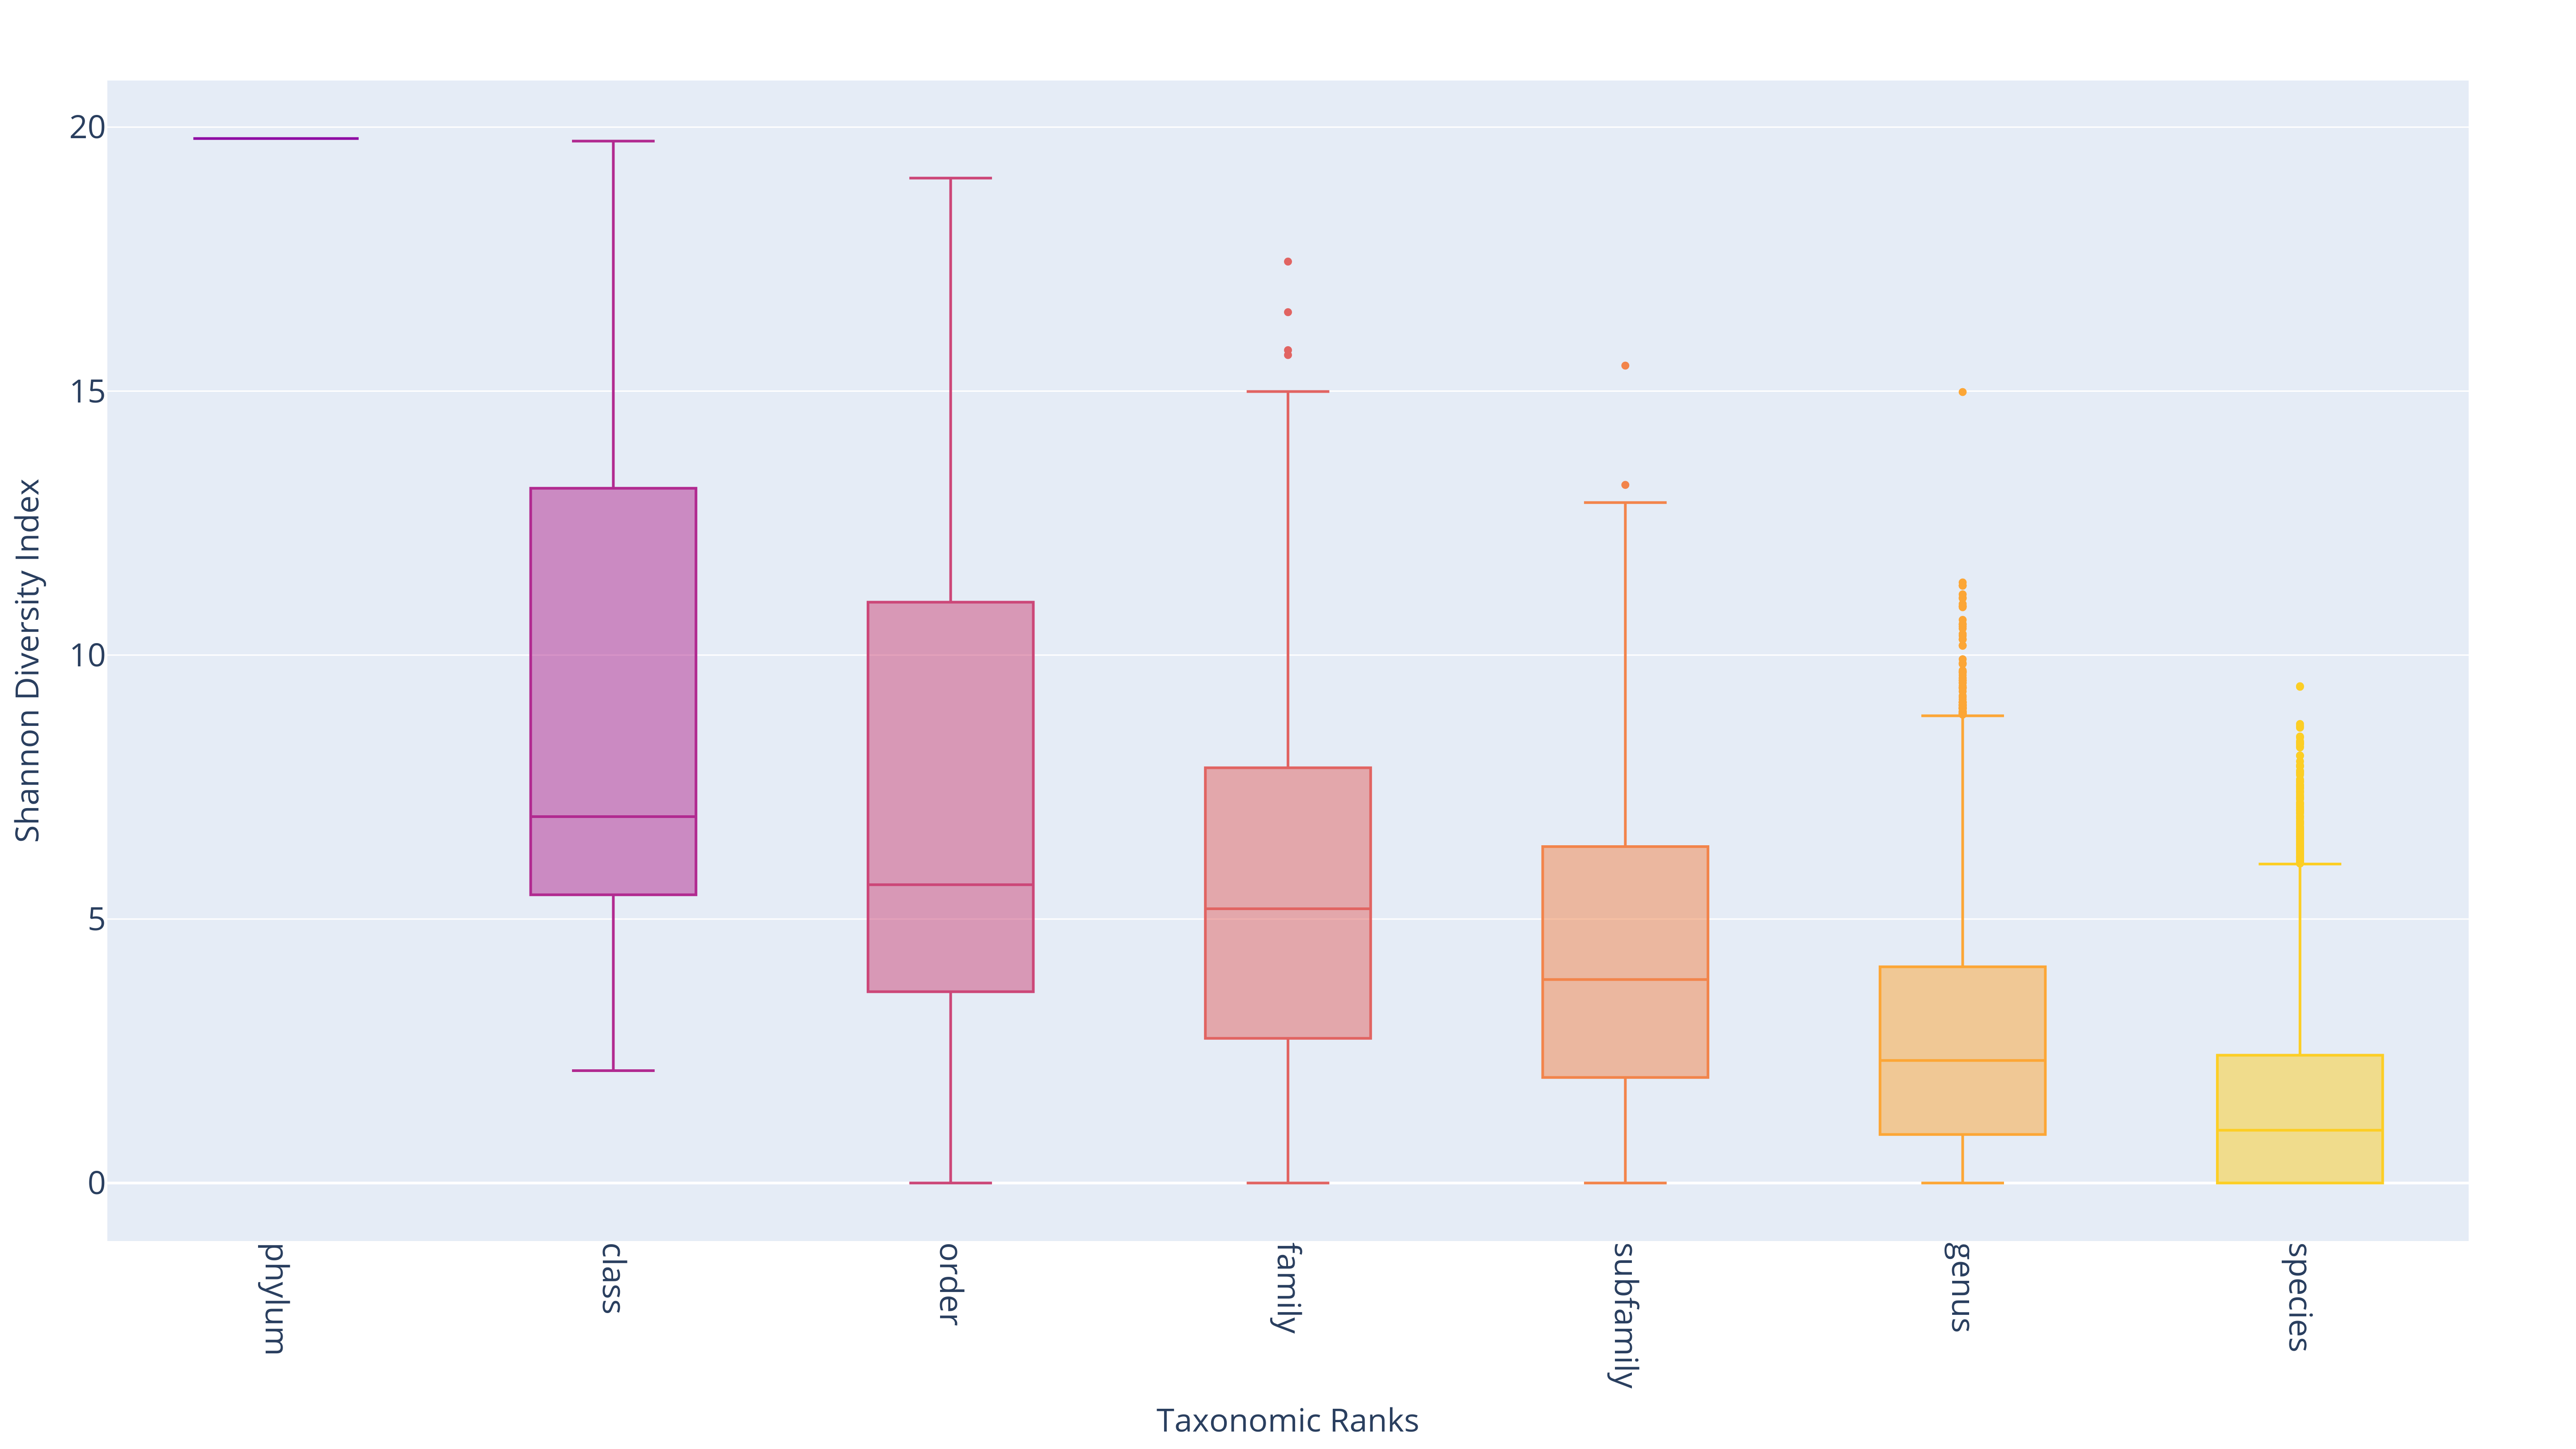 Shannon Diversity Index
20
15
10
5
0
phylum
class
order
family
subfamily
genus
species
Taxonomic Ranks